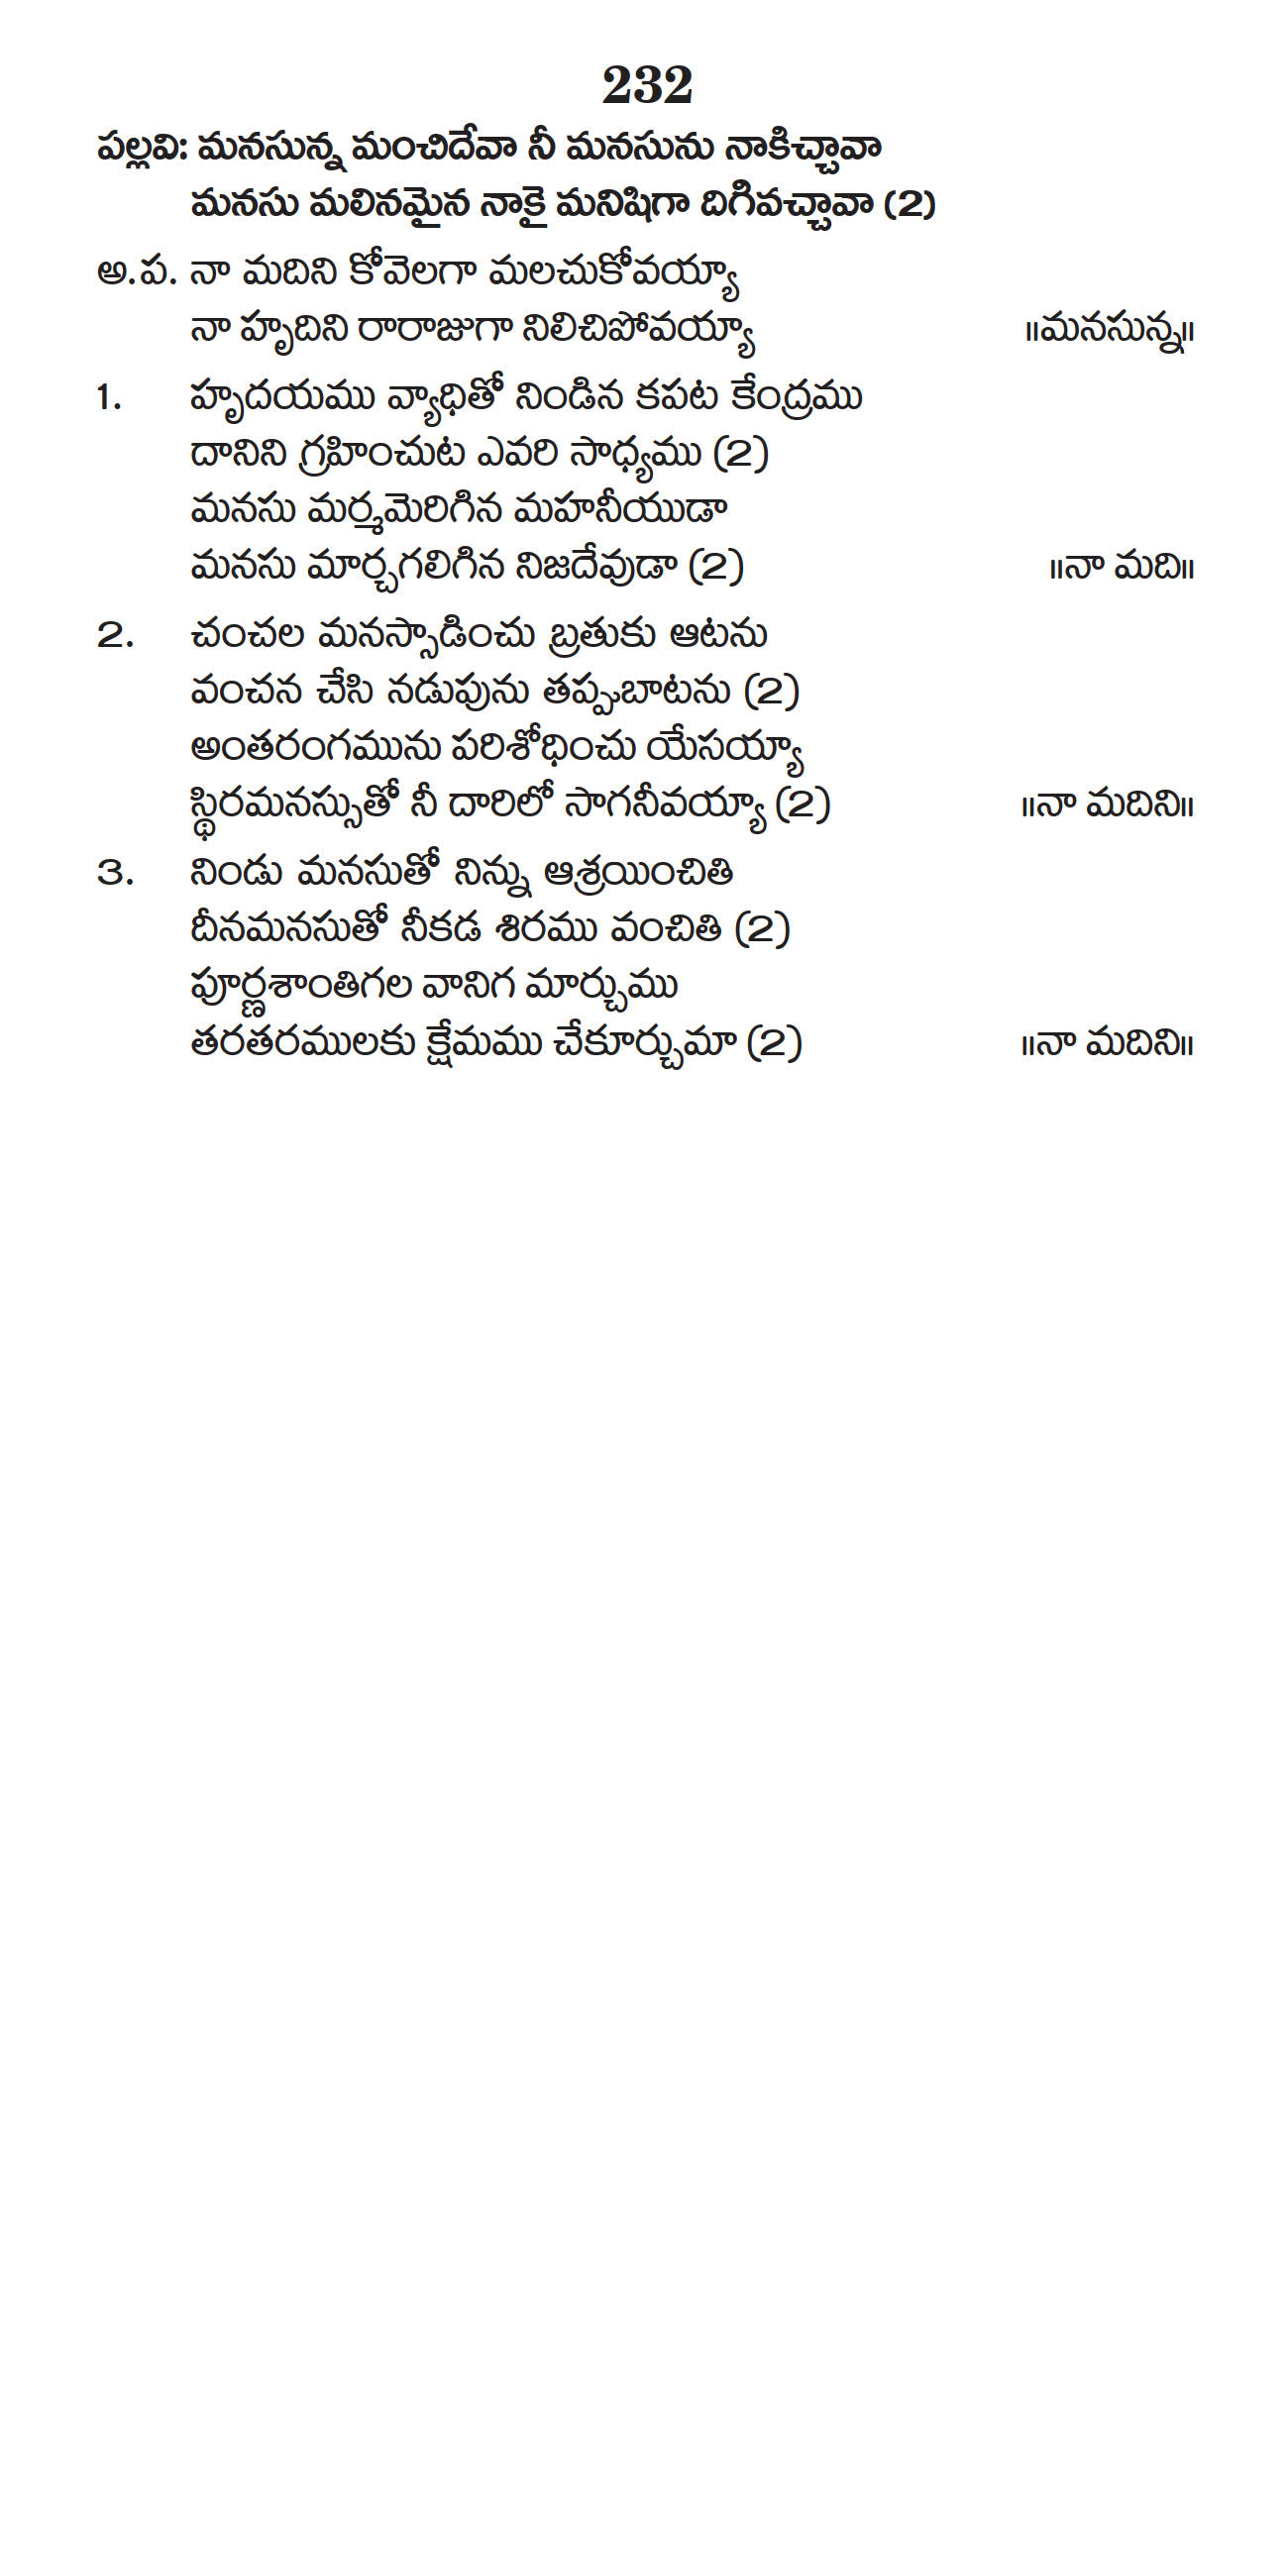 232
పల్లవి: మనసున్న మంచిదేవా నీ మనసును నాకిచ్చావా
మనసు మలినమైన నాకై మనిషిగా దిగివచ్చావా (2)
అ.ప. నా మదిని కోవెలగా మలచుకోవయ్యా
నా హృదిని రారాజుగా నిలిచిపోవయ్యా ॥మనసున్న॥
1. హృదయము వ్యాధితో నిండిన కపట కేంద్రము
దానిని గ్రహించుట ఎవరి సాధ్యము (2)
మనసు మర్మమెరిగిన మహనీయుడా
మనసు మార్చగలిగిన నిజదేవుడా (2) ॥నా మది॥
2. చంచల మనస్సాడించు బ్రతుకు ఆటను
వంచన చేసి నడుపును తప్పుబాటను (2)
అంతరంగమును పరిశోధించు యేసయ్యా
స్థిరమనస్సుతో నీ దారిలో సాగనీవయ్యా (2) ॥నా మదిని॥
3. నిండు మనసుతో నిన్ను ఆశ్రయించితి
దీనమనసుతో నీకడ శిరము వంచితి (2)
పూర్ణశాంతిగల వానిగ మార్చుము
తరతరములకు క్షేమము చేకూర్చుమా (2) ॥నా మదిని॥